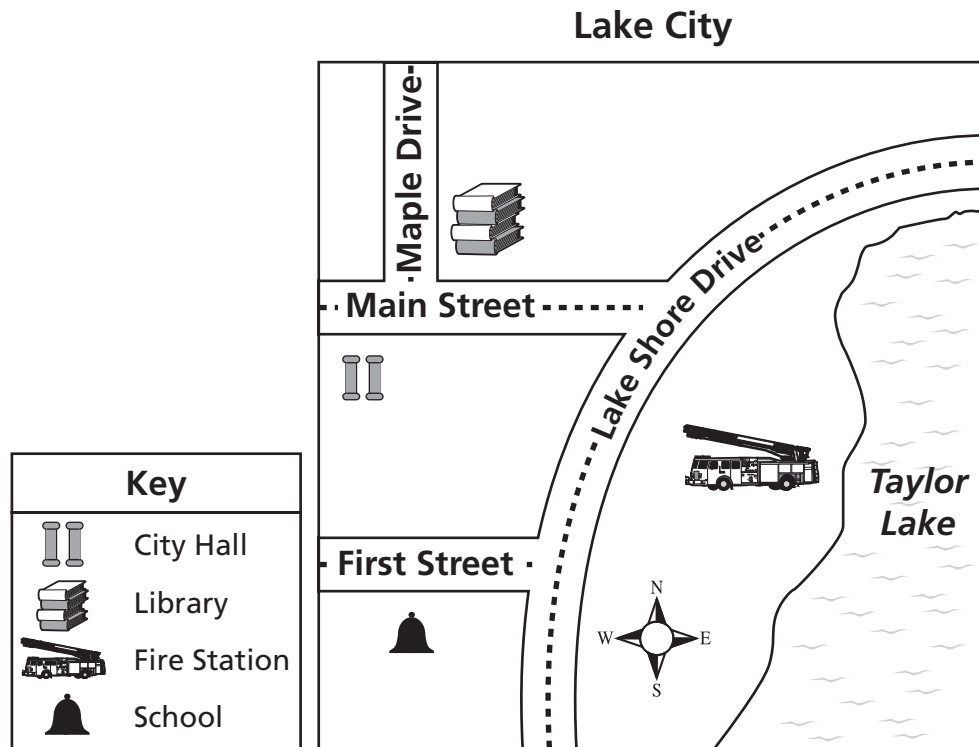 Lake City
Maple Drive
Main Street
Lake Shore Drive
Taylor
Lake
First Street
N
W
E
S
Key
City Hall
Library
Fire Station
School